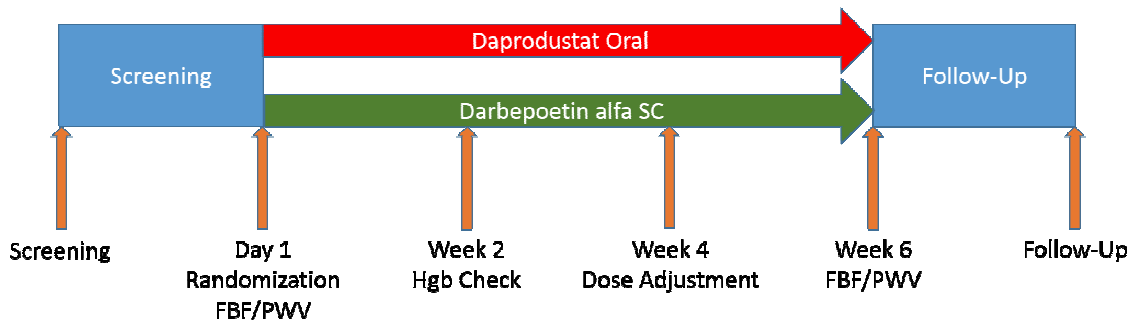 Daprodustat Oral
Screening
Follow-Up
Darbepoetin alfa SC
Screening
Day 1
Randomization
FBF/PWV
Week 2
Hgb Check
Week 4
Dose Adjustment
Week 6
FBF/PWV
Follow-Up